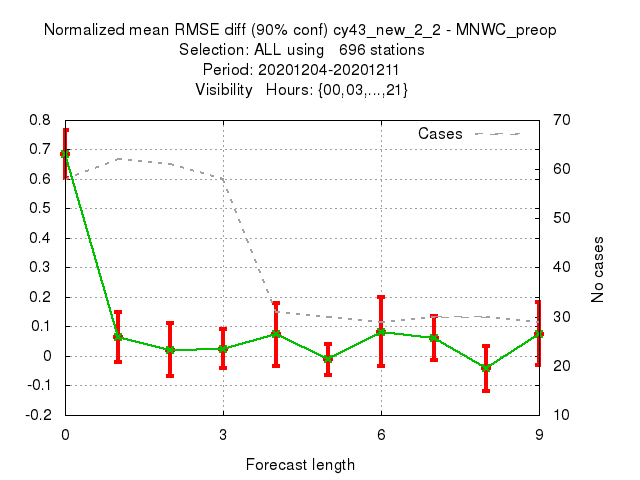 Normalized mean RMSE diff (90% conf) cy43_new_2_2 - MNWC_preop
Selection: ALL using   696 stations
Period: 20201204-20201211
Visibility   Hours: {00,03,...,21}
Cases
0.8
0.7
0.6
0.5
0.4
0.3
0.2
0.1
0
-0.1
-0.2
70
60
50
40
30
20
10
No cases
0 3 6 9
Forecast length